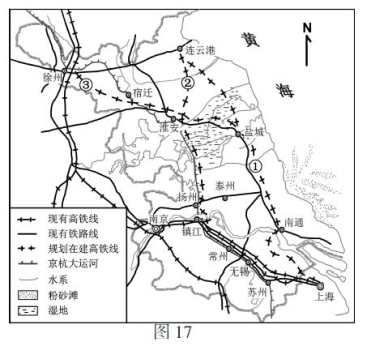 黄
海
N
连云港
徐州
③
宿迁
②
淮安
盐城
①
扬州
泰州
南京
镇江
南通
常州
无锡
苏州
上海
现有高铁线
现有铁路线
规划在建高铁线
京杭大运河
水系
粉砂滩
湿地
图17